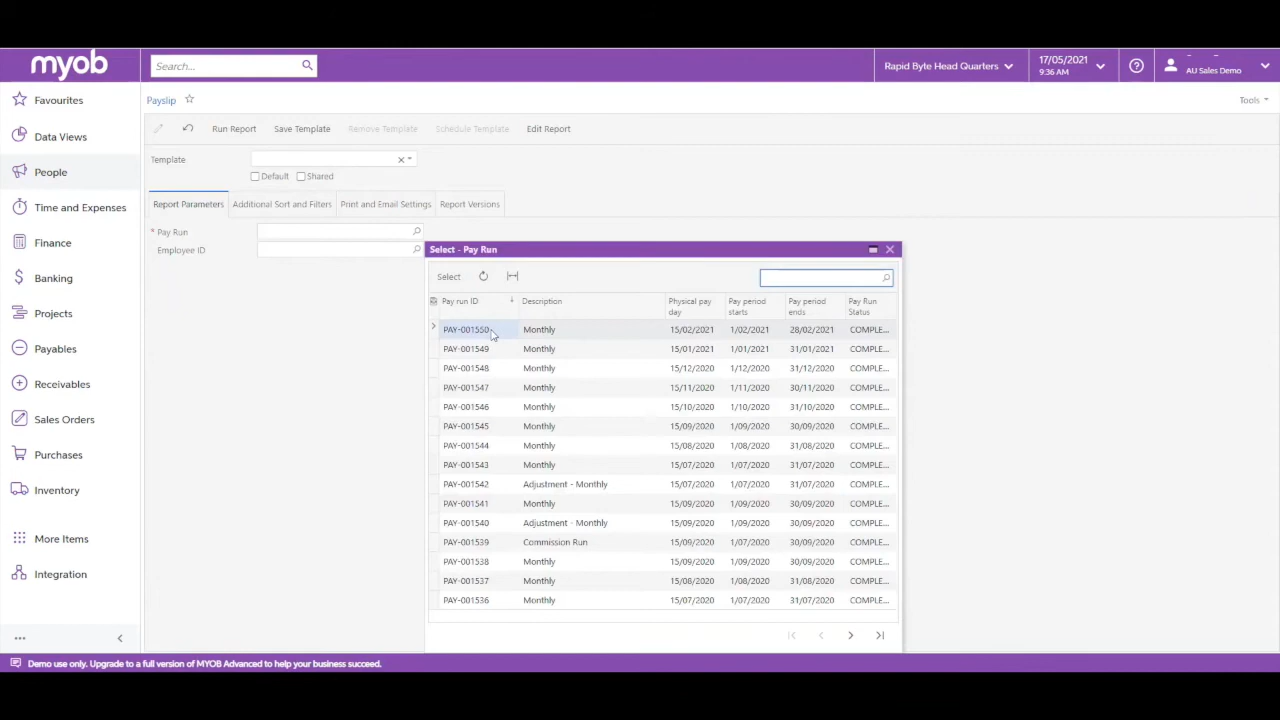 myob
Search...
Rapid Byte Head Quarters
17/05/2021
9:36 AM
AU Sales Demo
Favourites
Data Views
People
Time and Expenses
Finance
Banking
Projects
Payables
Receivables
Sales Orders
Purchases
Inventory
More Items
Integration
Payslip
Tools
Run Report Save Template Remove Template Schedule Template Edit Report
Template
Default Shared
Report Parameters Additional Sort and Filters Print and Email Settings Report Versions
* Pay Run
Employee ID
Select - Pay Run
Select
Pay run ID Description Physical pay day Pay period starts Pay period ends Pay Run Status
PAY-001550 Monthly 15/02/2021 1/02/2021 28/02/2021 COMPLE...
PAY-001549 Monthly 15/01/2021 1/01/2021 31/01/2021 COMPLE...
PAY-001548 Monthly 15/12/2020 1/12/2020 31/12/2020 COMPLE...
PAY-001547 Monthly 15/11/2020 1/11/2020 30/11/2020 COMPLE...
PAY-001546 Monthly 15/10/2020 1/10/2020 31/10/2020 COMPLE...
PAY-001545 Monthly 15/09/2020 1/09/2020 30/09/2020 COMPLE...
PAY-001544 Monthly 15/08/2020 1/08/2020 31/08/2020 COMPLE...
PAY-001543 Monthly 15/07/2020 1/07/2020 31/07/2020 COMPLE...
PAY-001542 Adjustment - Monthly 15/07/2020 1/07/2020 31/07/2020 COMPLE...
PAY-001541 Monthly 15/09/2020 1/09/2020 30/09/2020 COMPLE...
PAY-001540 Adjustment - Monthly 15/09/2020 1/09/2020 30/09/2020 COMPLE...
PAY-001539 Commission Run 15/09/2020 1/07/2020 30/09/2020 COMPLE...
PAY-001538 Monthly 15/09/2020 1/09/2020 30/09/2020 COMPLE...
PAY-001537 Monthly 15/08/2020 1/08/2020 31/08/2020 COMPLE...
PAY-001536 Monthly 15/07/2020 1/07/2020 31/07/2020 COMPLE...
Demo use only. Upgrade to a full version of MYOB Advanced to help your business succeed.